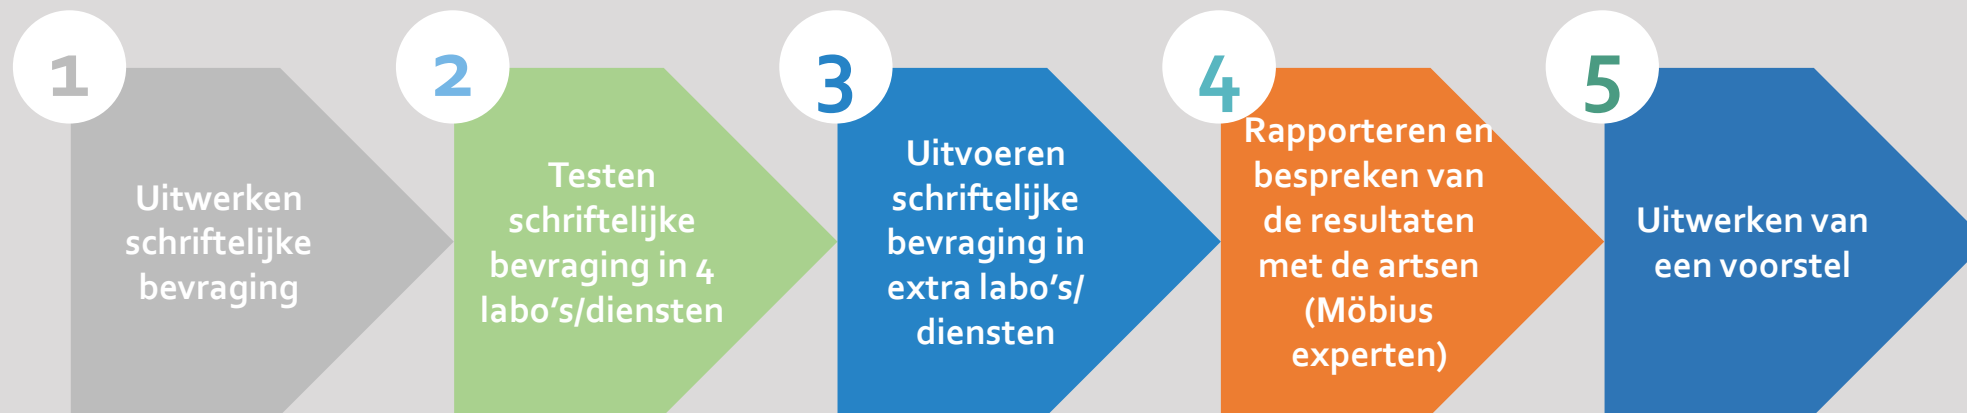 1
Uitwerken
schriftelijke
bevraging
2
Testen
schriftelijke
bevraging in 4
labo's/diensten
3
Uitvoeren
schriftelijke
bevraging in
extra labo's/
diensten
4
Rapporteren en
bespreken van
de resultaten
met de artsen
(Möbius
experten)
5
Uitwerken van
een voorstel